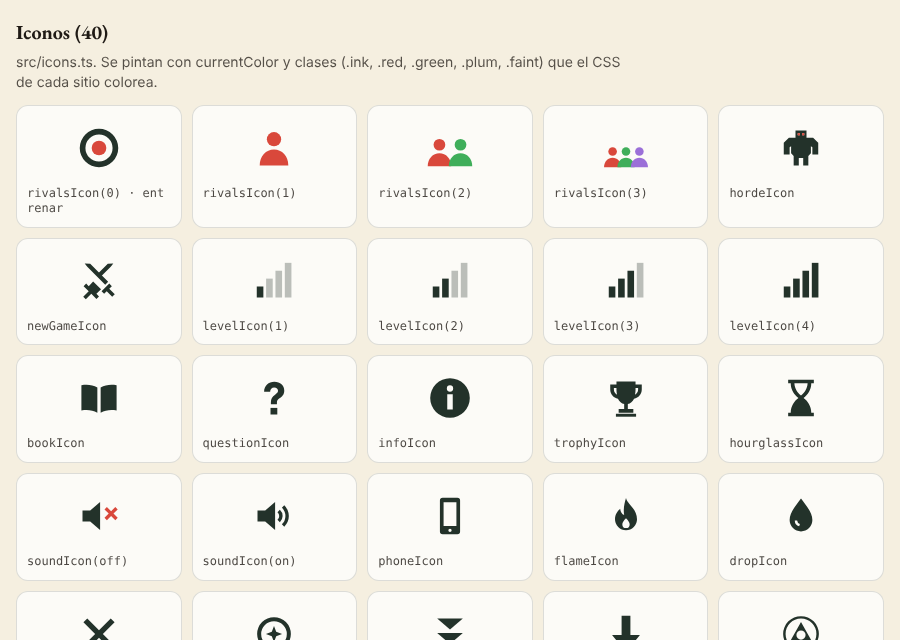 Iconos (40)
src/icons.ts. Se pintan con currentColor y clases (.ink, .red, .green, .plum, .faint) que el CSS
de cada sitio colorea.
rivalsIcon(0) · ent
renar
rivalsIcon(1)
rivalsIcon(2)
rivalsIcon(3)
hordeIcon
newGameIcon
levelIcon(1)
levelIcon(2)
levelIcon(3)
levelIcon(4)
bookIcon
questionIcon
infoIcon
trophyIcon
hourglassIcon
soundIcon(off)
soundIcon(on)
phoneIcon
flameIcon
dropIcon